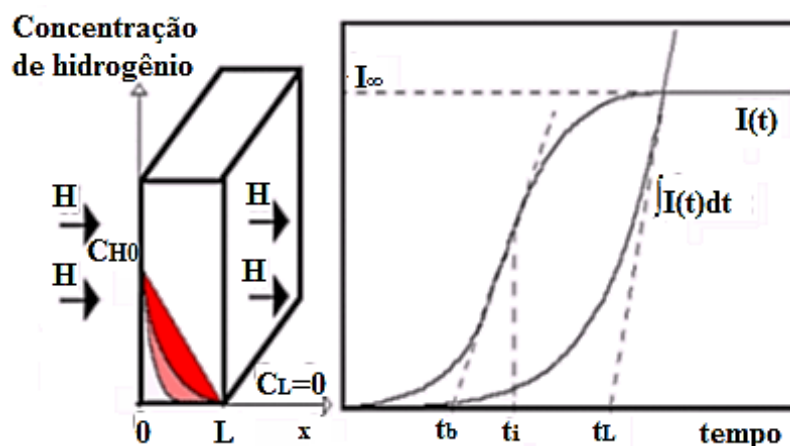 Concentração
de hidrogênio
H
H
CH0
H
H
CL=0
0
L
x
I∞
I(t)
∫I(t)dt
tb
ti
tL
tempo